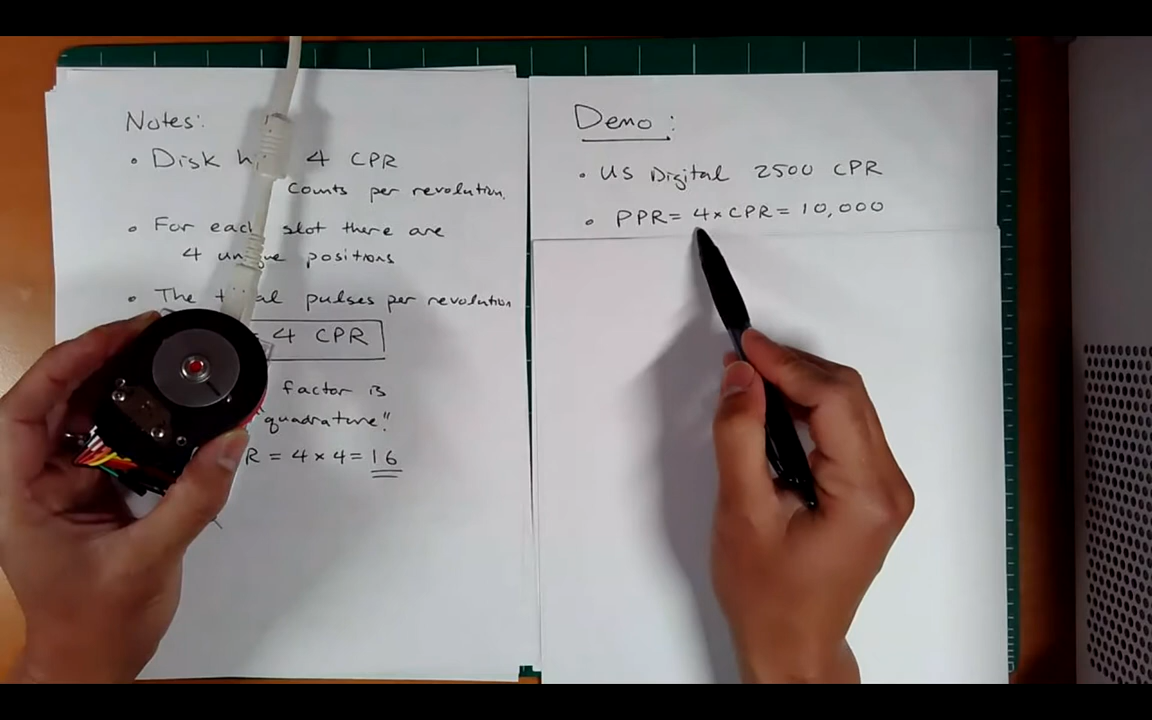 Notes:
• Disk 4 CPR
Counts per revolution.
• For each slot there are
4 positions
• The pulses per revolution
4 CPR
factor is
"quadrature"
R = 4 × 4 = 16
Demo:
• US Digital 2500 CPR
• PPR = 4 × CPR = 10,000